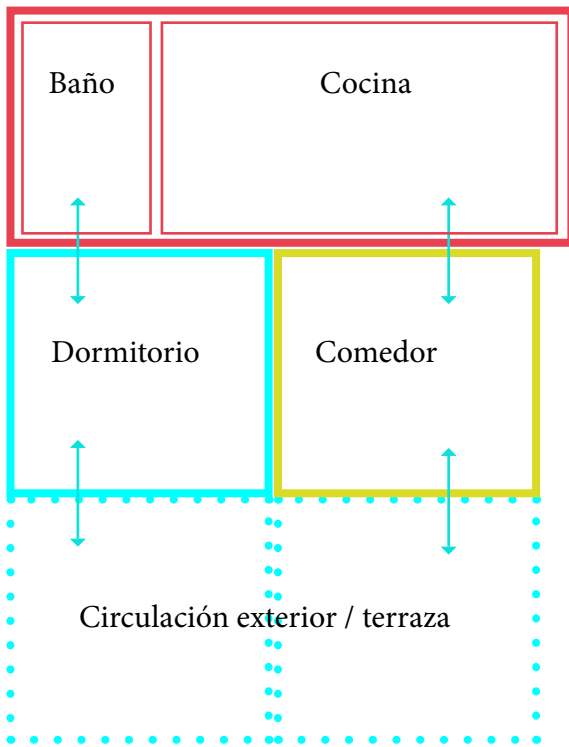 Baño
Cocina
Dormitorio
Comedor
Circulación exterior / terraza